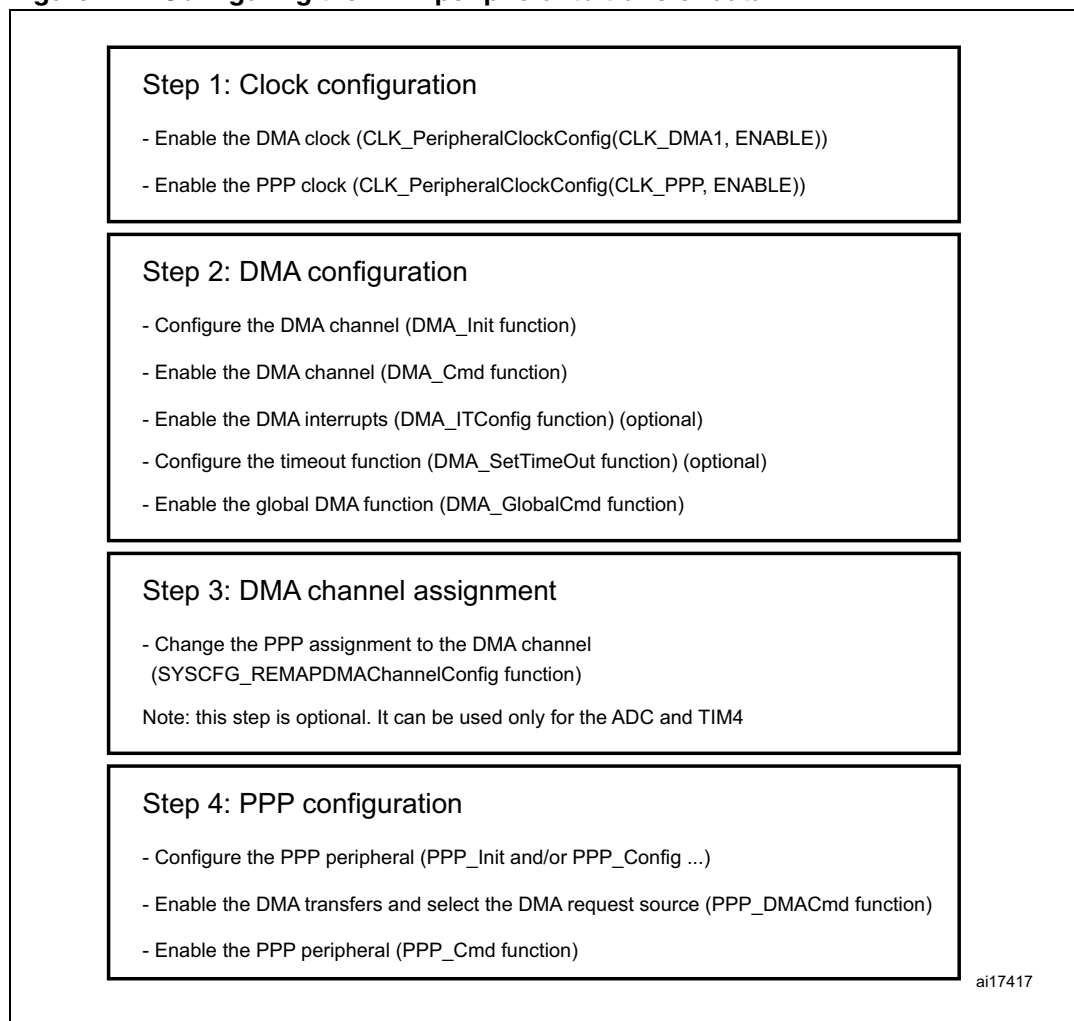 Step 1: Clock configuration
- Enable the DMA clock (CLK_PeripheralClockConfig(CLK_DMA1, ENABLE))
- Enable the PPP clock (CLK_PeripheralClockConfig(CLK_PPP, ENABLE))
Step 2: DMA configuration
- Configure the DMA channel (DMA_Init function)
- Enable the DMA channel (DMA_Cmd function)
- Enable the DMA interrupts (DMA_ITConfig function) (optional)
- Configure the timeout function (DMA_SetTimeOut function) (optional)
- Enable the global DMA function (DMA_GlobalCmd function)
Step 3: DMA channel assignment
- Change the PPP assignment to the DMA channel
(SYSCFG_REMAPDMAChannelConfig function)
Note: this step is optional. It can be used only for the ADC and TIM4
Step 4: PPP configuration
- Configure the PPP peripheral (PPP_Init and/or PPP_Config ...)
- Enable the DMA transfers and select the DMA request source (PPP_DMACmd function)
- Enable the PPP peripheral (PPP_Cmd function)
ai17417